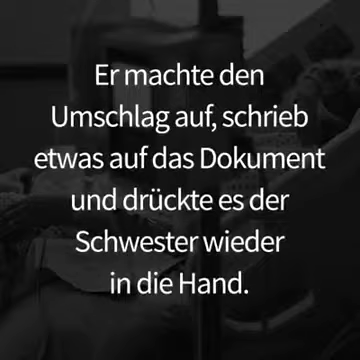 Er machte den
Umschlag auf, schrieb
etwas auf das Dokument
und drückte es der
Schwester wieder
in die Hand.